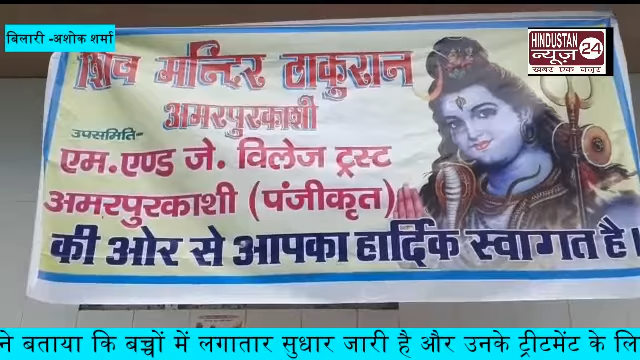 बिलारी -अशोक शर्मा
HINDUSTAN
न्यूज़ 24
खबर एक नज़र
शिव मन्दिर ठाकुरान
अमरपुरकाशी
उपसमिति-
एम.एण्ड जे. विलेज ट्रस्ट
अमरपुरकाशी (पंजीकृत)
की ओर से आपका हार्दिक स्वागत है।
ने बताया कि बच्चों में लगातार सुधार जारी है और उनके ट्रीटमेंट के लि